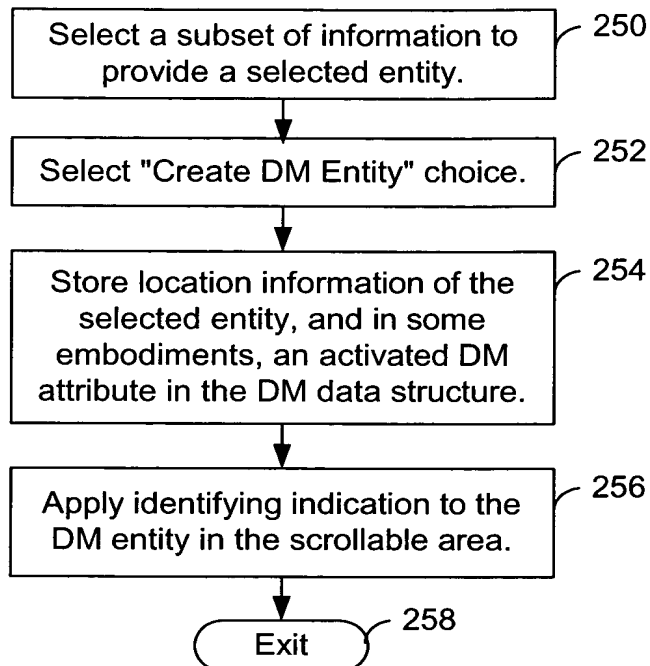 Select a subset of information to
provide a selected entity.
250
Select "Create DM Entity" choice.
252
Store location information of the
selected entity, and in some
embodiments, an activated DM
attribute in the DM data structure.
254
Apply identifying indication to the
DM entity in the scrollable area.
256
Exit
258